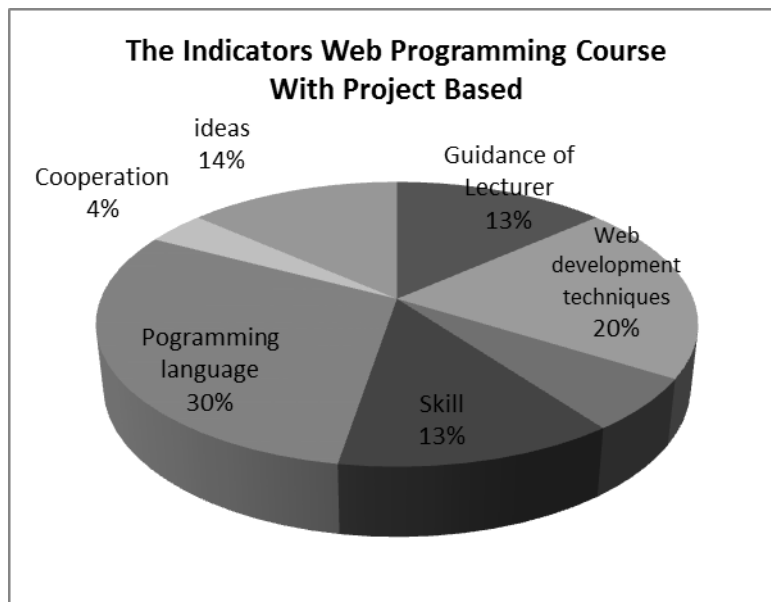 The Indicators Web Programming Course
With Project Based
ideas
14%
Cooperation
4%
Guidance of
Lecturer
13%
Web
development
techniques
20%
Pogramming
language
30%
Skill
13%